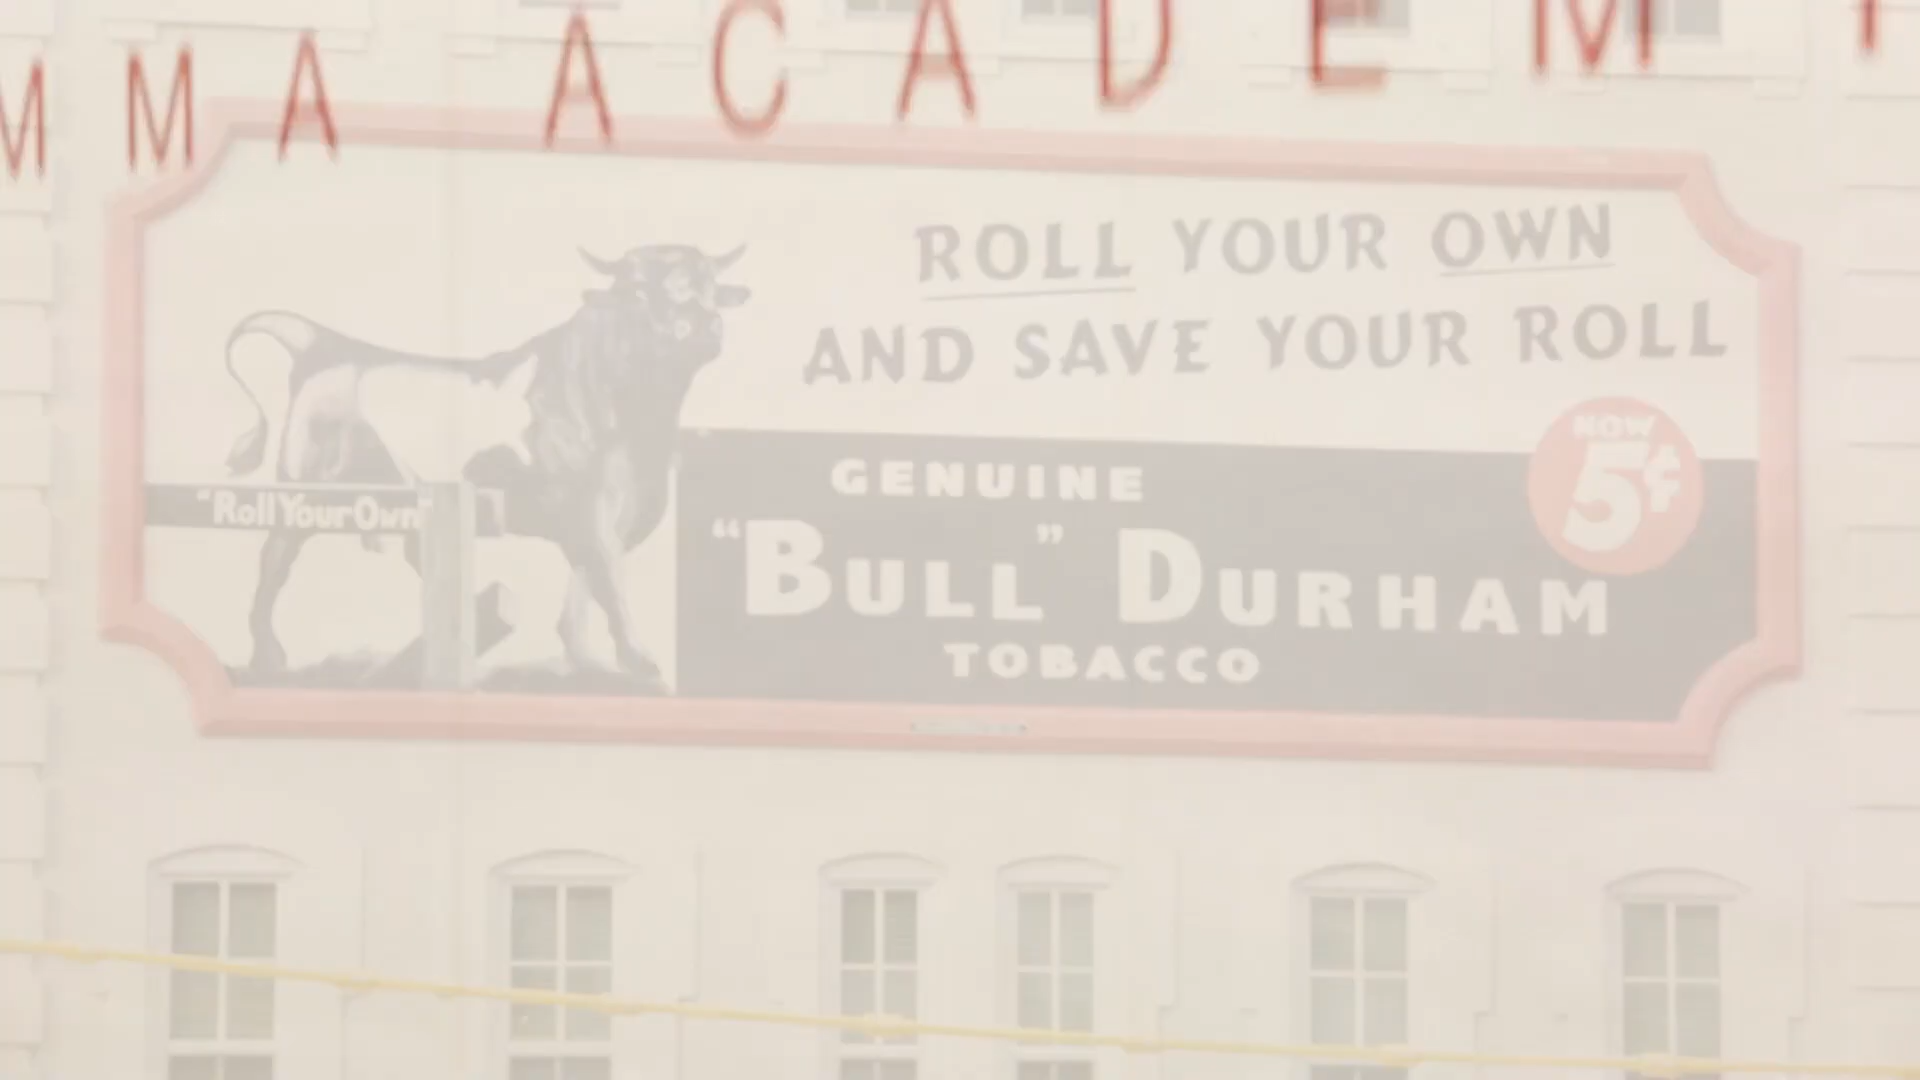 MMA ACADEM
ROLL YOUR OWN
AND SAVE YOUR ROLL
NOW
5¢
"Roll Your Own"
GENUINE
"BULL" DURHAM
TOBACCO